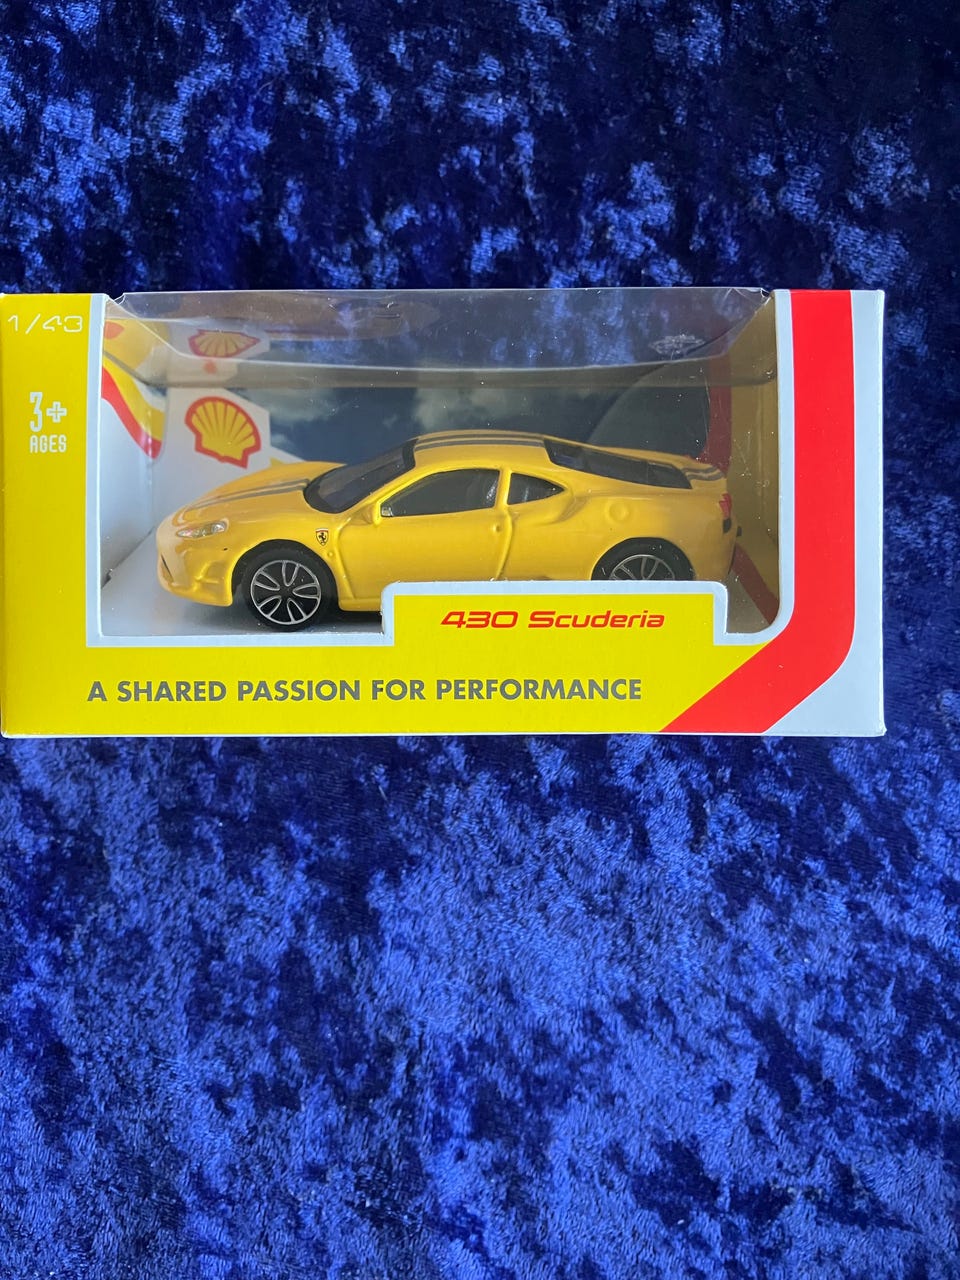 1/43
3+
AGES
430 Scuderia
A SHARED PASSION FOR PERFORMANCE